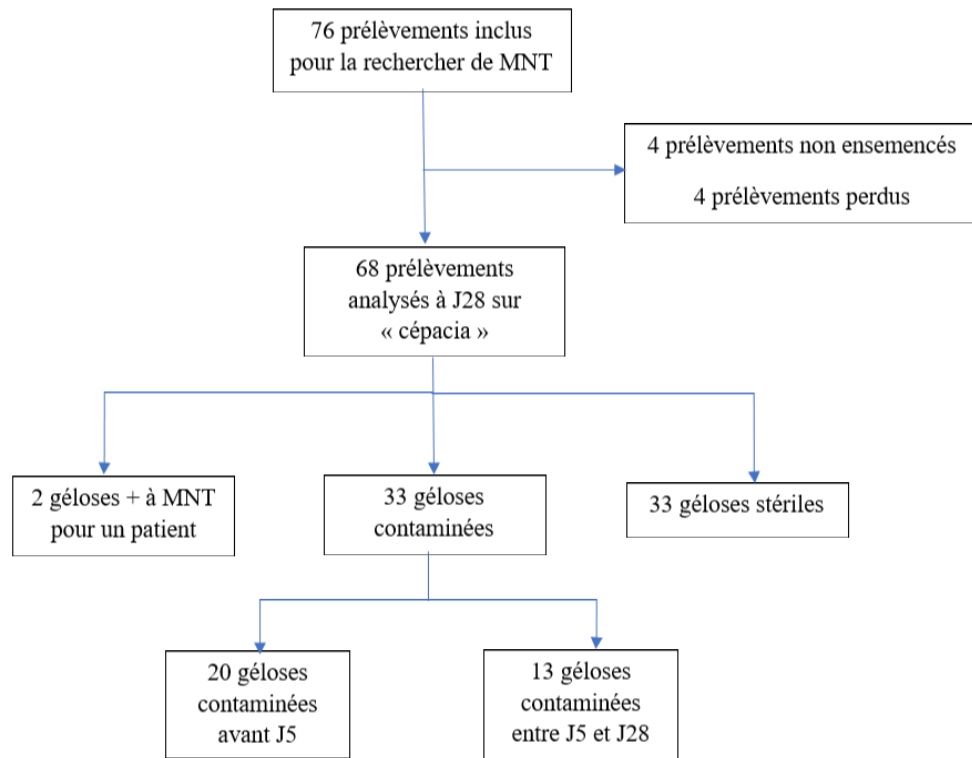 76 prélèvements inclus
pour la rechercher de MNT
4 prélèvements non ensemencés
4 prélèvements perdus
68 prélèvements
analysés à J28 sur
« cépacia »
2 géloses + à MNT
pour un patient
33 géloses
contaminées
33 géloses stériles
20 géloses
contaminées
avant J5
13 géloses
contaminées
entre J5 et J28